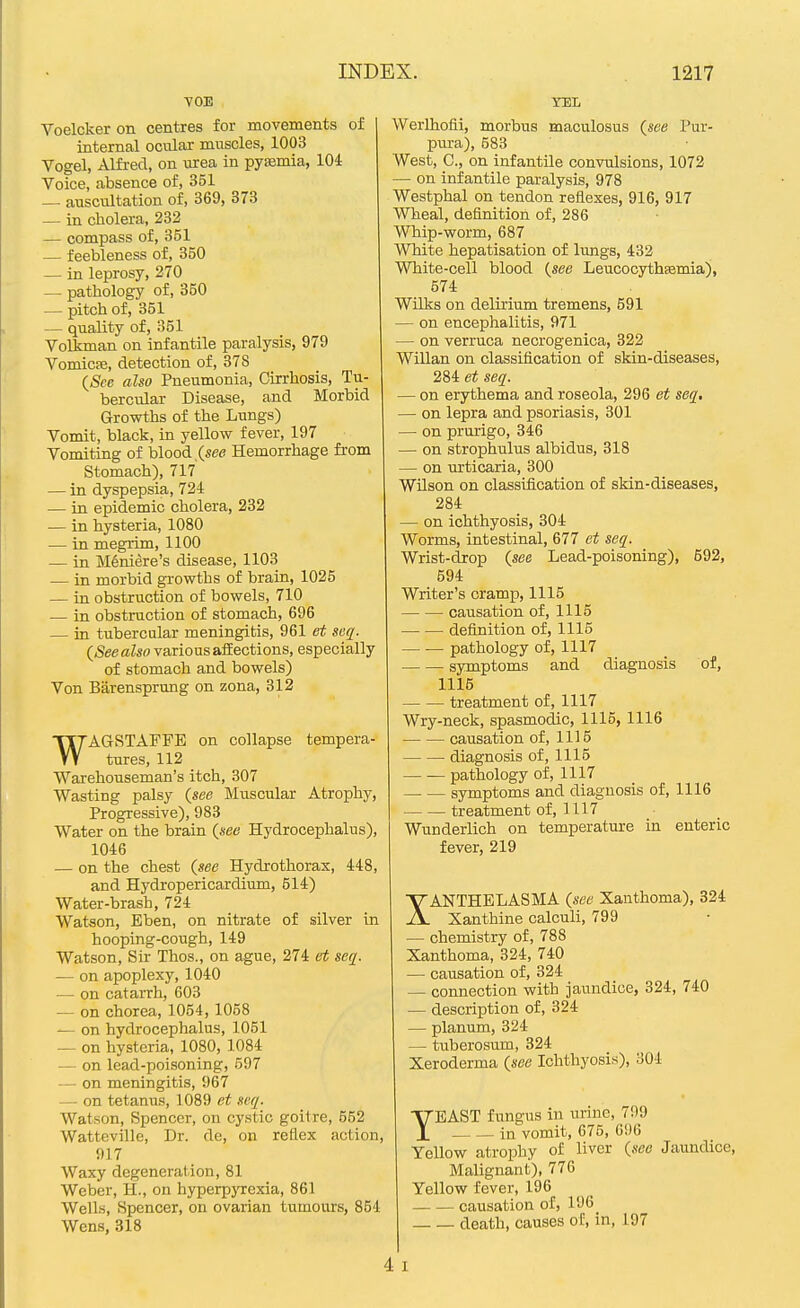 INDEX. 1217
VOE
Voelcker on centres for movements of
internal ocular muscles, 1003
Vogel, Alfred, on urea in pyæmia, 104
Voice, absence of, 351
— auscultation of, 369, 373
— in cholera, 232
— compass of, 351
— feebleness of, 350
— in leprosy, 270
— pathology of, 350
— pitch of, 351
— quality of, 351
Volkman on infantile paralysis, 979
Vomicæ, detection of, 378
(See also Pneumonia, Cirrhosis, Tu-
bercular Disease, and Morbid
Growths of the Lungs)
Vomit, black, in yellow fever, 197
Vomiting of blood (see Hemorrhage from
Stomach), 717
— in dyspepsia, 724
— in epidemic cholera, 232
— in hysteria, 1080
— in megrim, 1100
— in Ménière's disease, 1103
— in morbid growths of brain, 1025
— in obstruction of bowels, 710
— in obstruction of stomach, 696
— in tubercular meningitis, 961 et seq.
(See also various affections, especially
of stomach and bowels)
Von Bärensprung on zona, 312
WAGSTAFFE on collapse tempera-
tures, 112
Warehouseman's itch, 307
Wasting palsy (see Muscular Atrophy,
Progressive), 983
Water on the brain (see Hydrocephalus),
1046
— on the chest (see Hydrothorax, 448,
and Hydropericardium, 514)
Water-brash, 724
Watson, Eben, on nitrate of silver in
hooping-cough, 149
Watson, Sir Thos., on ague, 274 et seq.
— on apoplexy, 1040
— on catarrh, 603
— on chorea, 1054, 1058
— on hydrocephalus, 1051
— on hysteria, 1080, 1084
— on lead-poisoning, 597
— on meningitis, 967
— on tetanus, 1089 et seq.
Watson, Spencer, on cystic goitre, 552
Watteville, Dr. de, on reflex action,
917
Waxy degeneration, 81
Weber, H., on hyperpyrexia, 861
Wells, Spencer, on ovarian tumours, 854
Wens, 318
YEL
Werlhofii, morbus maculosus (see Pur-
pura), 583
West, C., on infantile convulsions, 1072
— on infantile paralysis, 978
Westphal on tendon reflexes, 916, 917
Wheal, definition of, 286
Whip-worm, 687
White hepatisation of lungs, 432
White-cell blood (see Leucocythæmia),
574
Wilks on delirium tremens, 591
— on encephalitis, 971
— on verruca necrogenica, 322
Willan on classification of skin-diseases,
284 et seq.
— on erythema and roseola, 296 et seq.
— on lepra and psoriasis, 301
— on prurigo, 346
— on strophulus albidus, 318
— on urticaria, 300
Wilson on classification of skin-diseases,
284
— on ichthyosis, 304
Worms, intestinal, 677 et seq.
Wrist-drop (see Lead-poisoning), 592,
594
Writer's cramp, 1115
— — causation of, 1115
— — definition of, 1115
— — pathology of, 1117
— — symptoms and diagnosis of,
1115
— — treatment of, 1117
Wry-neck, spasmodic, 1115, 1116
— — causation of, 1115
— — diagnosis of, 1115
— — pathology of, 1117
— — symptoms and diagnosis of, 1116
— — treatment of, 1117
Wunderlich on temperature in enteric
fever, 219
XANTHELASMA (see Xanthoma), 324
Xanthine calculi, 799
— chemistry of, 788
Xanthoma, 324, 740
— causation of, 324
— connection with jaundice, 324, 740
— description of, 324
— planum, 324
— tuberosum, 324
Xeroderma (see Ichthyosis), 304
YEAST fungus in urine, 799
— — in vomit, 675, 696
Yellow atrophy of liver (see Jaundice,
Malignant), 776
Yellow fever, 196
— — causation of, 196
— — death, causes of, in, 197
4 I